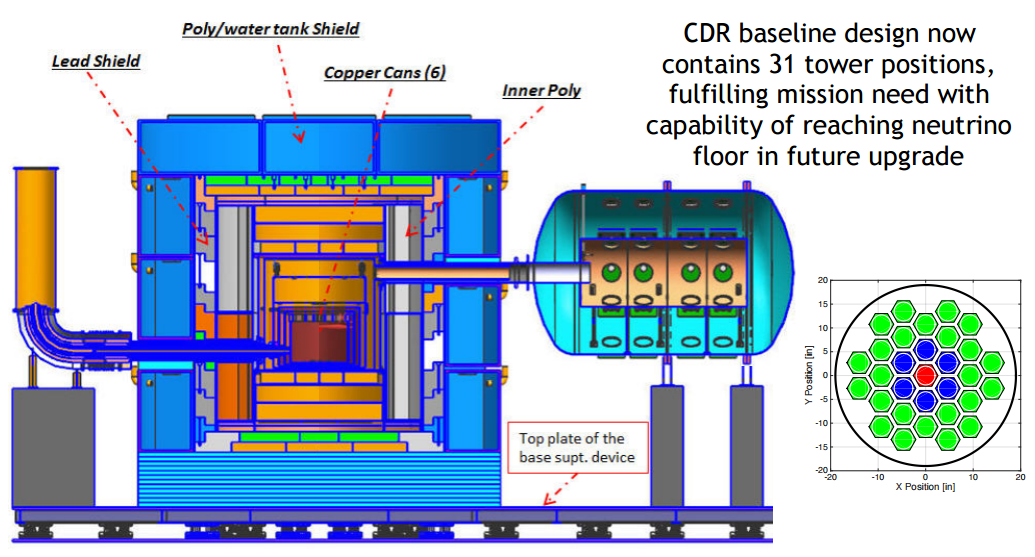 CDR baseline design now
contains 31 tower positions,
fulfilling mission need with
capability of reaching neutrino
floor in future upgrade
Poly/water tank Shield
Lead Shield
Copper Cans (6)
Inner Poly
Top plate of the
base supt. device
20
15
10
5
0
-5
-10
-15
-20
Y Position [in]
-20
-10
0
10
20
X Position [in]